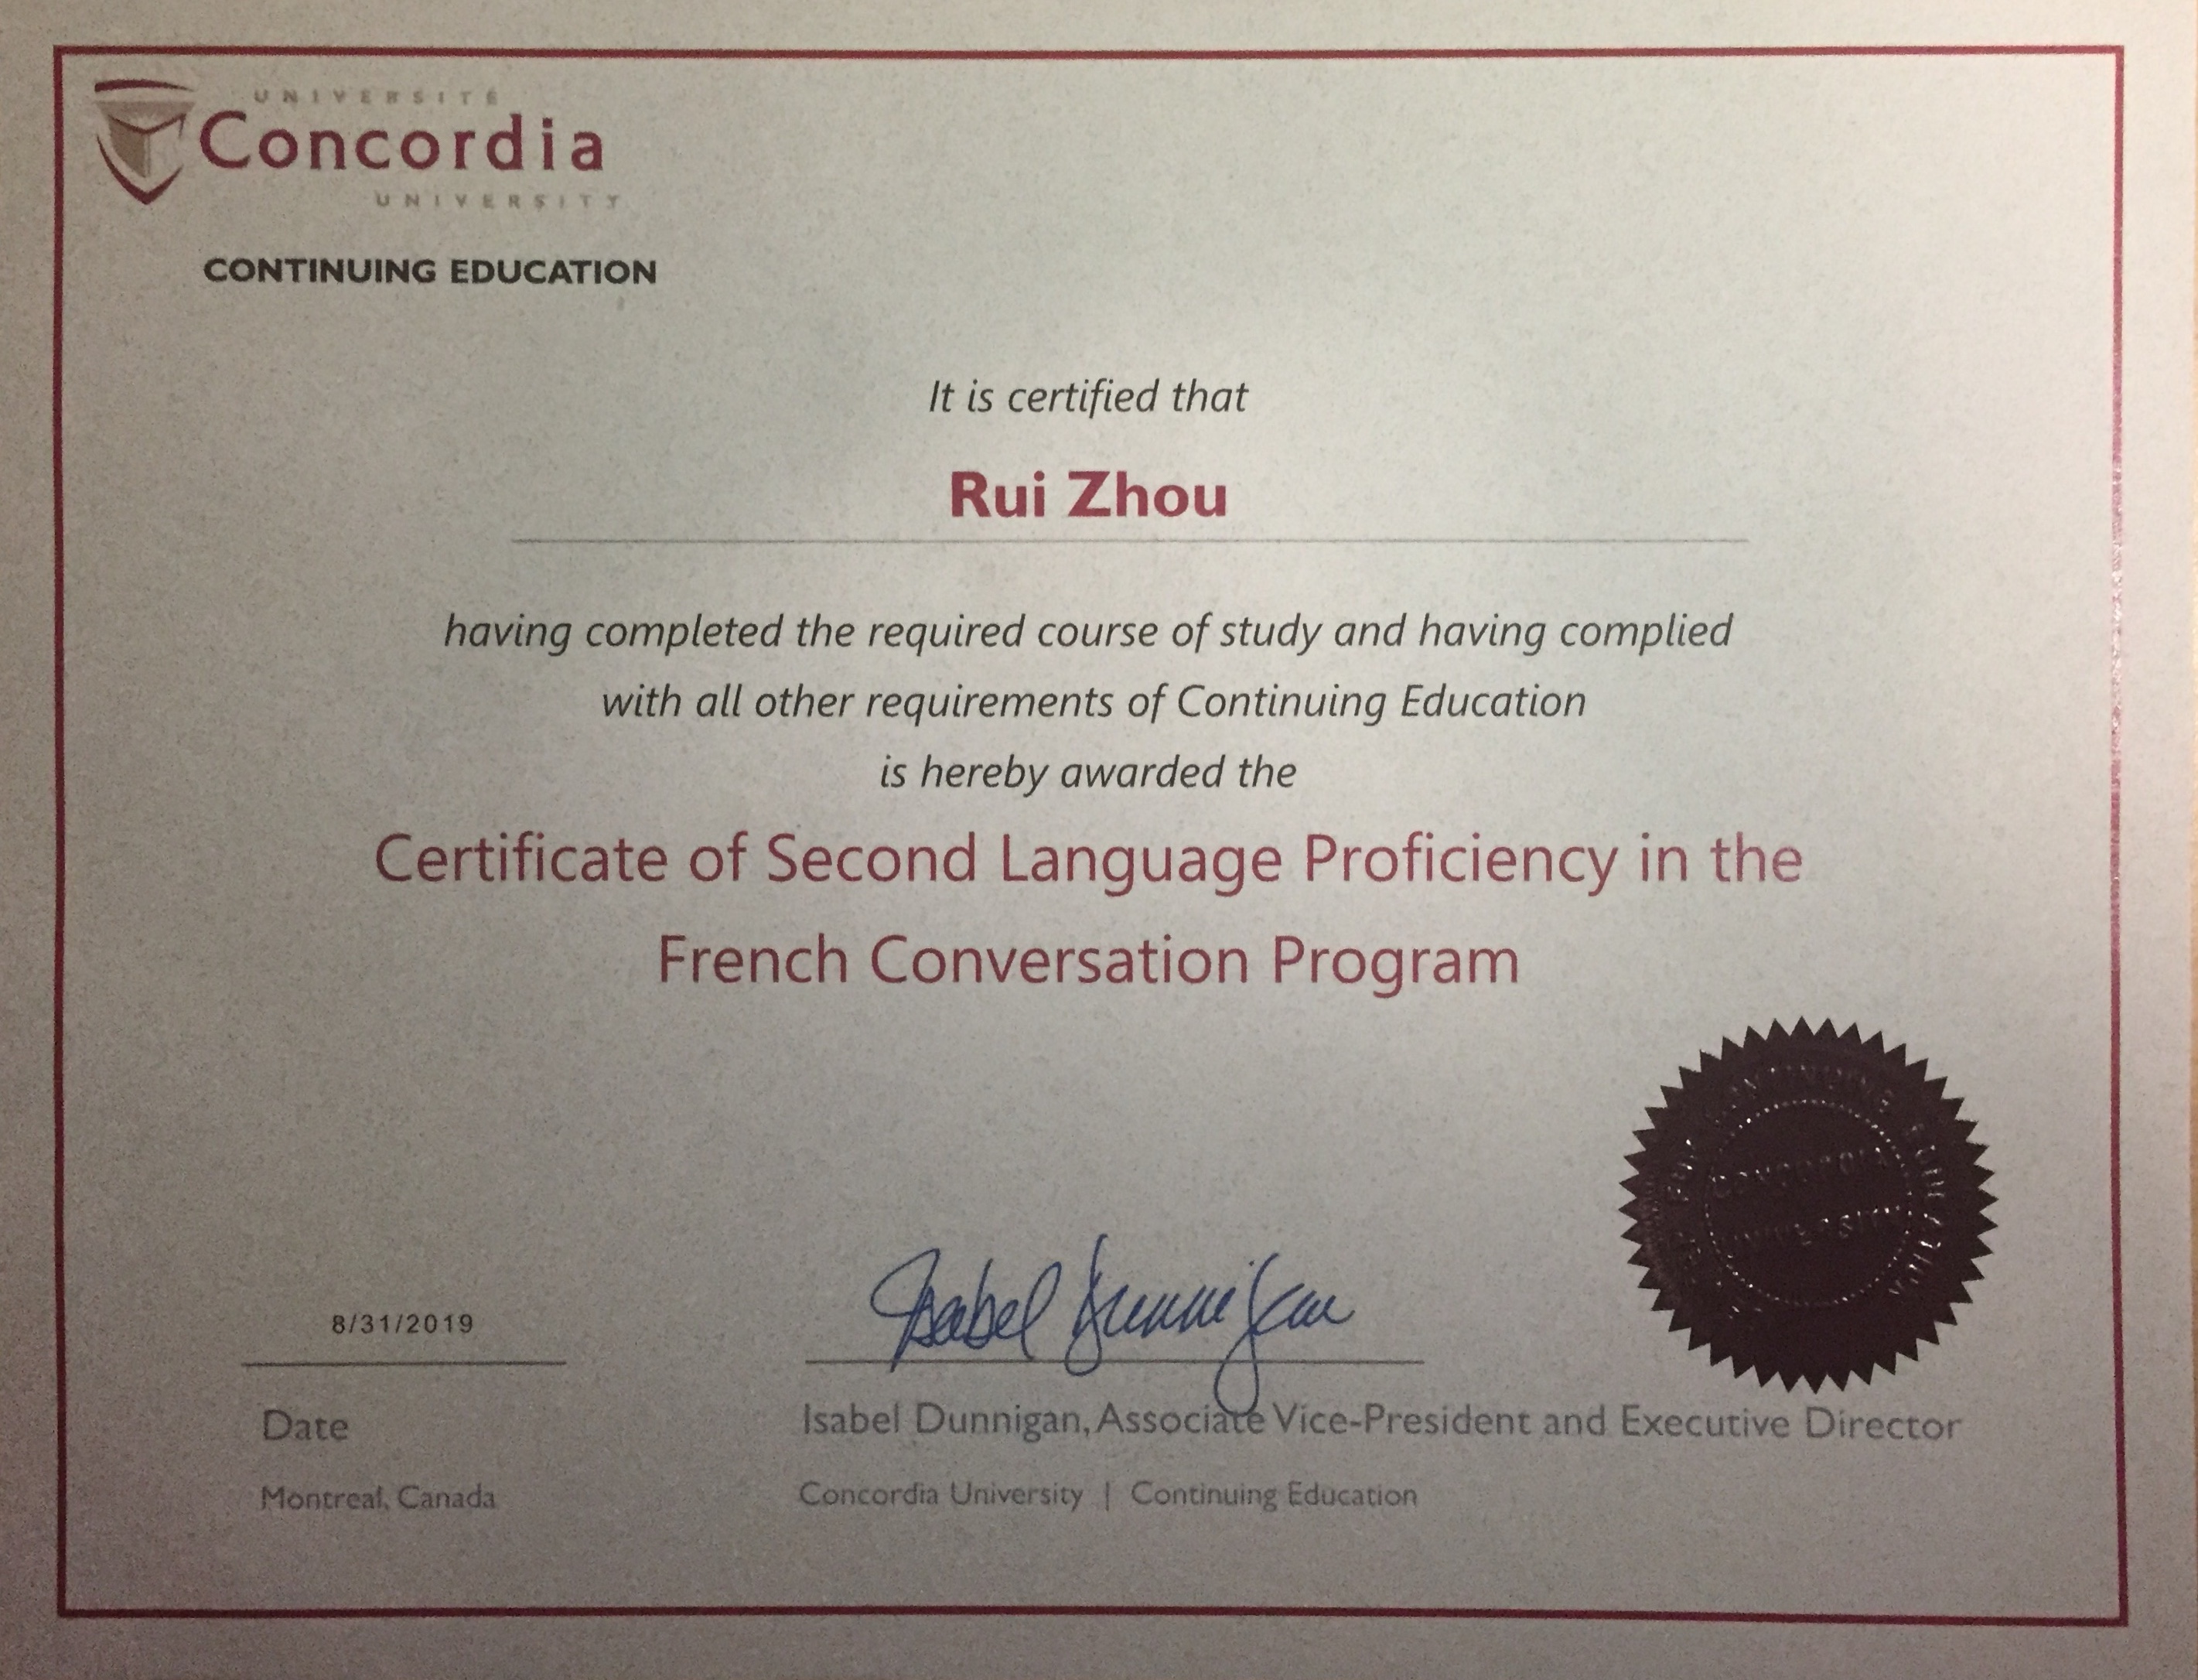 UNIVERSITÉ
Concordia
UNIVERSITY
CONTINUING EDUCATION
It is certified that
Rui Zhou
having completed the required course of study and having complied
with all other requirements of Continuing Education
is hereby awarded the
Certificate of Second Language Proficiency in the
French Conversation Program
CONCORDIA
UNIVERSITY
8/31/2019
Isabel Dunnigan
Date
Isabel Dunnigan, Associate Vice-President and Executive Director
Montreal, Canada
Concordia University | Continuing Education